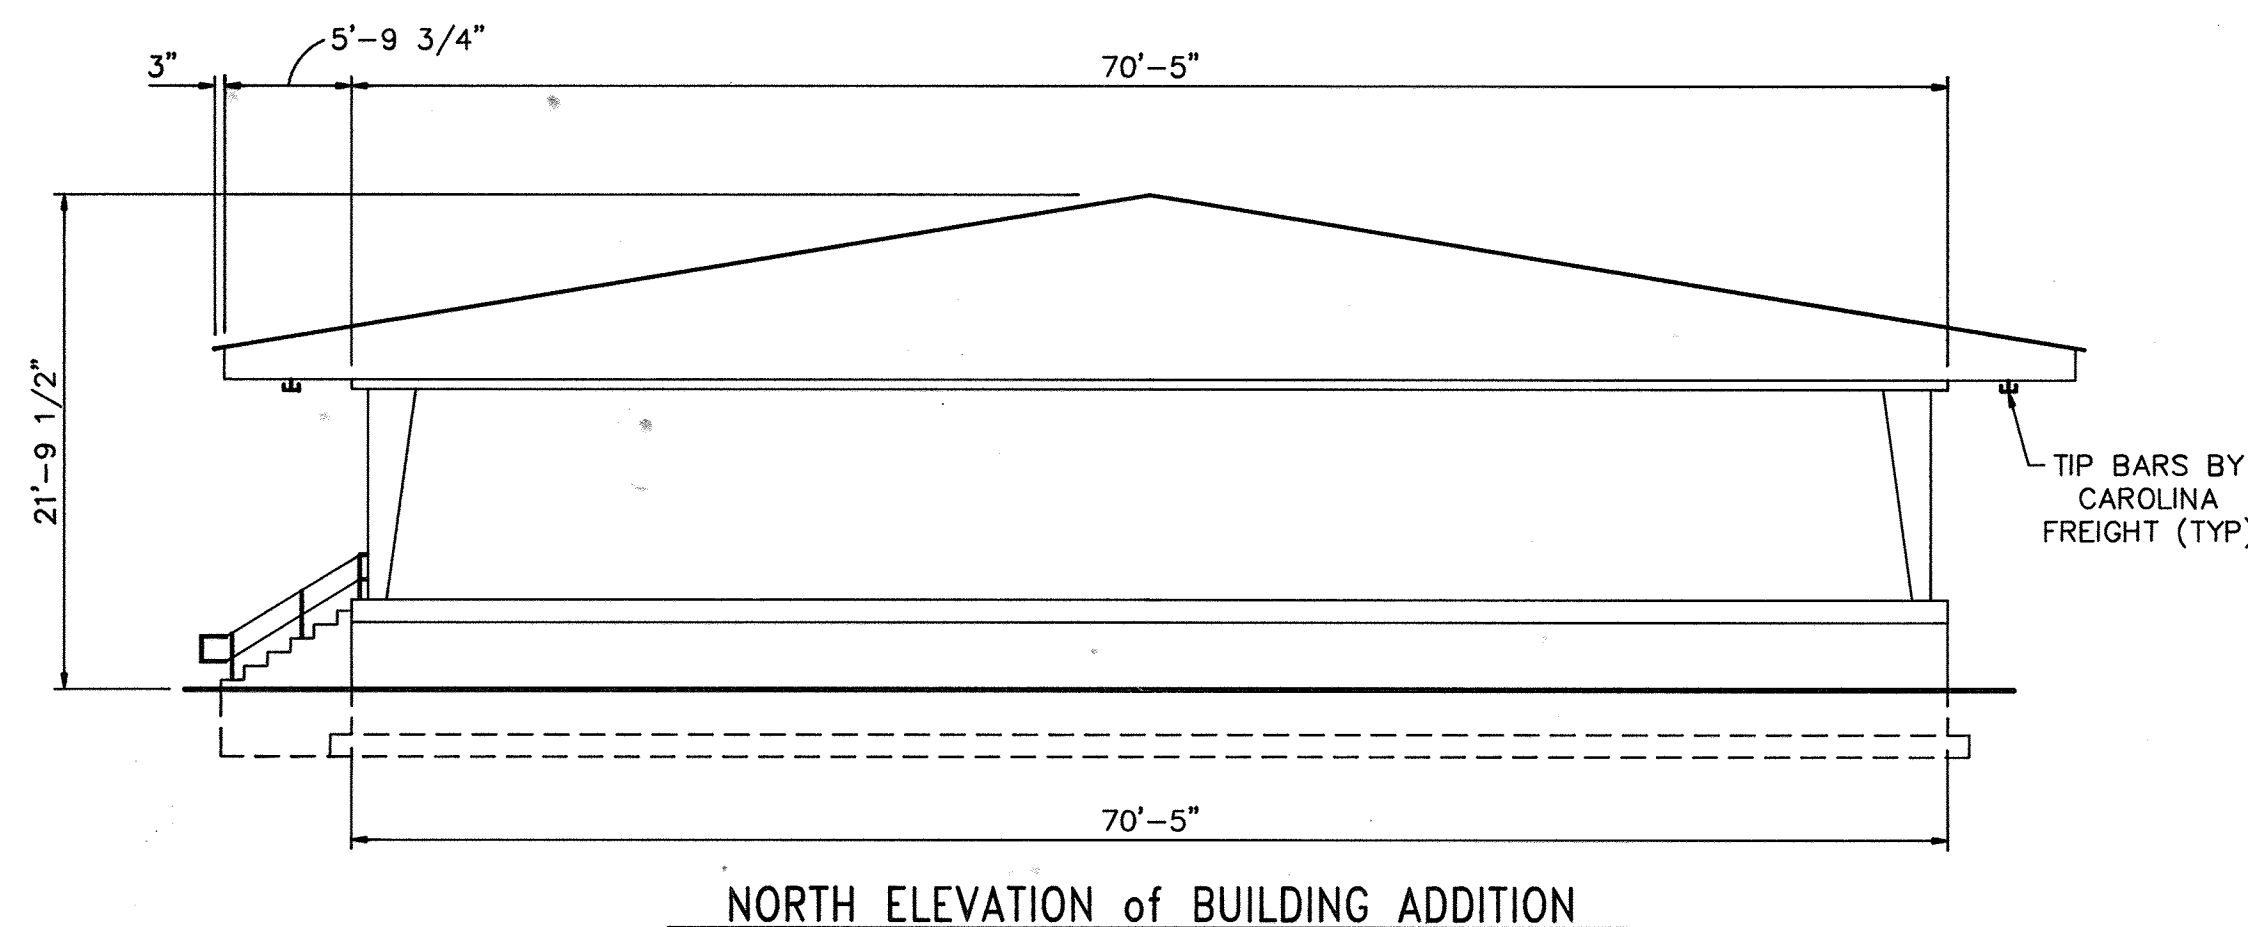 5'-9 3/4"
3"
70'-5"
21'-9 1/2"
TIP BARS BY
CAROLINA
FREIGHT (TYP)
70'-5"
NORTH ELEVATION of BUILDING ADDITION